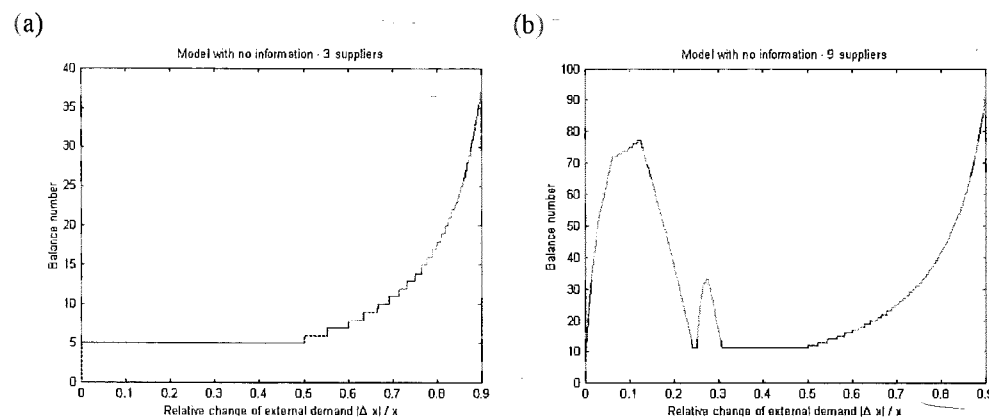 (a)
Model with no information - 3 suppliers
40
35
30
25
20
15
10
5
0
Balance number
0 0.1 0.2 0.3 0.4 0.5 0.6 0.7 0.8 0.9
Relative change of external demand |Δ x| / x
(b)
Model with no information - 9 suppliers
100
90
80
70
60
50
40
30
20
10
0
Balance number
0 0.1 0.2 0.3 0.4 0.5 0.6 0.7 0.8 0.9
Relative change of external demand |Δ x| / x